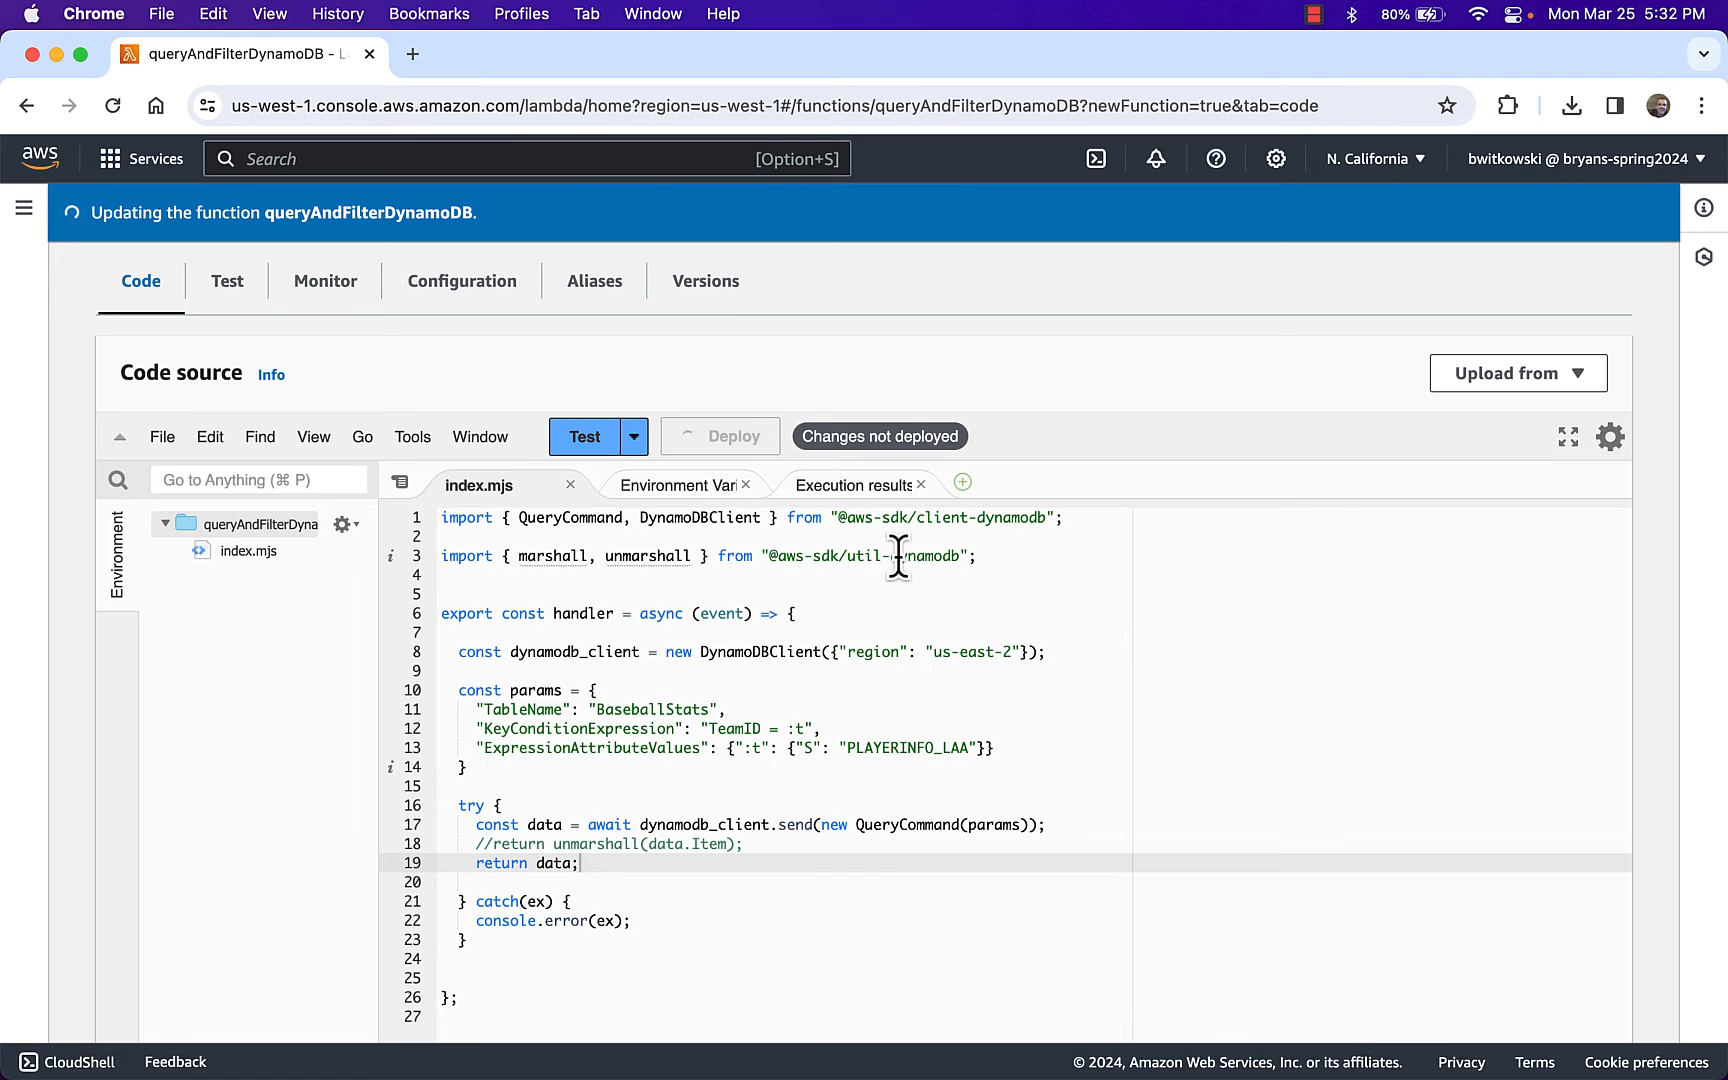 Chrome File Edit View History Bookmarks Profiles Tab Window Help 80% Mon Mar 25 5:32 PM
queryAndFilterDynamoDB - L
us-west-1.console.aws.amazon.com/lambda/home?region=us-west-1#/functions/queryAndFilterDynamoDB?newFunction=true&tab=code
aws Services Search [Option+S] N. California bwitkowski @ bryans-spring2024
Updating the function queryAndFilterDynamoDB.
Code Test Monitor Configuration Aliases Versions
Code source Info Upload from
File Edit Find View Go Tools Window Test Deploy Changes not deployed
Go to Anything (⌘ P) index.mjs Environment Vari Execution results
Environment
queryAndFilterDyna
index.mjs
1 import { QueryCommand, DynamoDBClient } from "@aws-sdk/client-dynamodb";
2
3 import { marshall, unmarshall } from "@aws-sdk/util-dynamodb";
4
5
6 export const handler = async (event) => {
7
8 const dynamodb_client = new DynamoDBClient({"region": "us-east-2"});
9
10 const params = {
11 "TableName": "BaseballStats",
12 "KeyConditionExpression": "TeamID = :t",
13 "ExpressionAttributeValues": {":t": {"S": "PLAYERINFO_LAA"}}
14 }
15
16 try {
17 const data = await dynamodb_client.send(new QueryCommand(params));
18 //return unmarshall(data.Item);
19 return data;
20
21 } catch(ex) {
22 console.error(ex);
23 }
24
25
26 };
27
CloudShell Feedback © 2024, Amazon Web Services, Inc. or its affiliates. Privacy Terms Cookie preferences